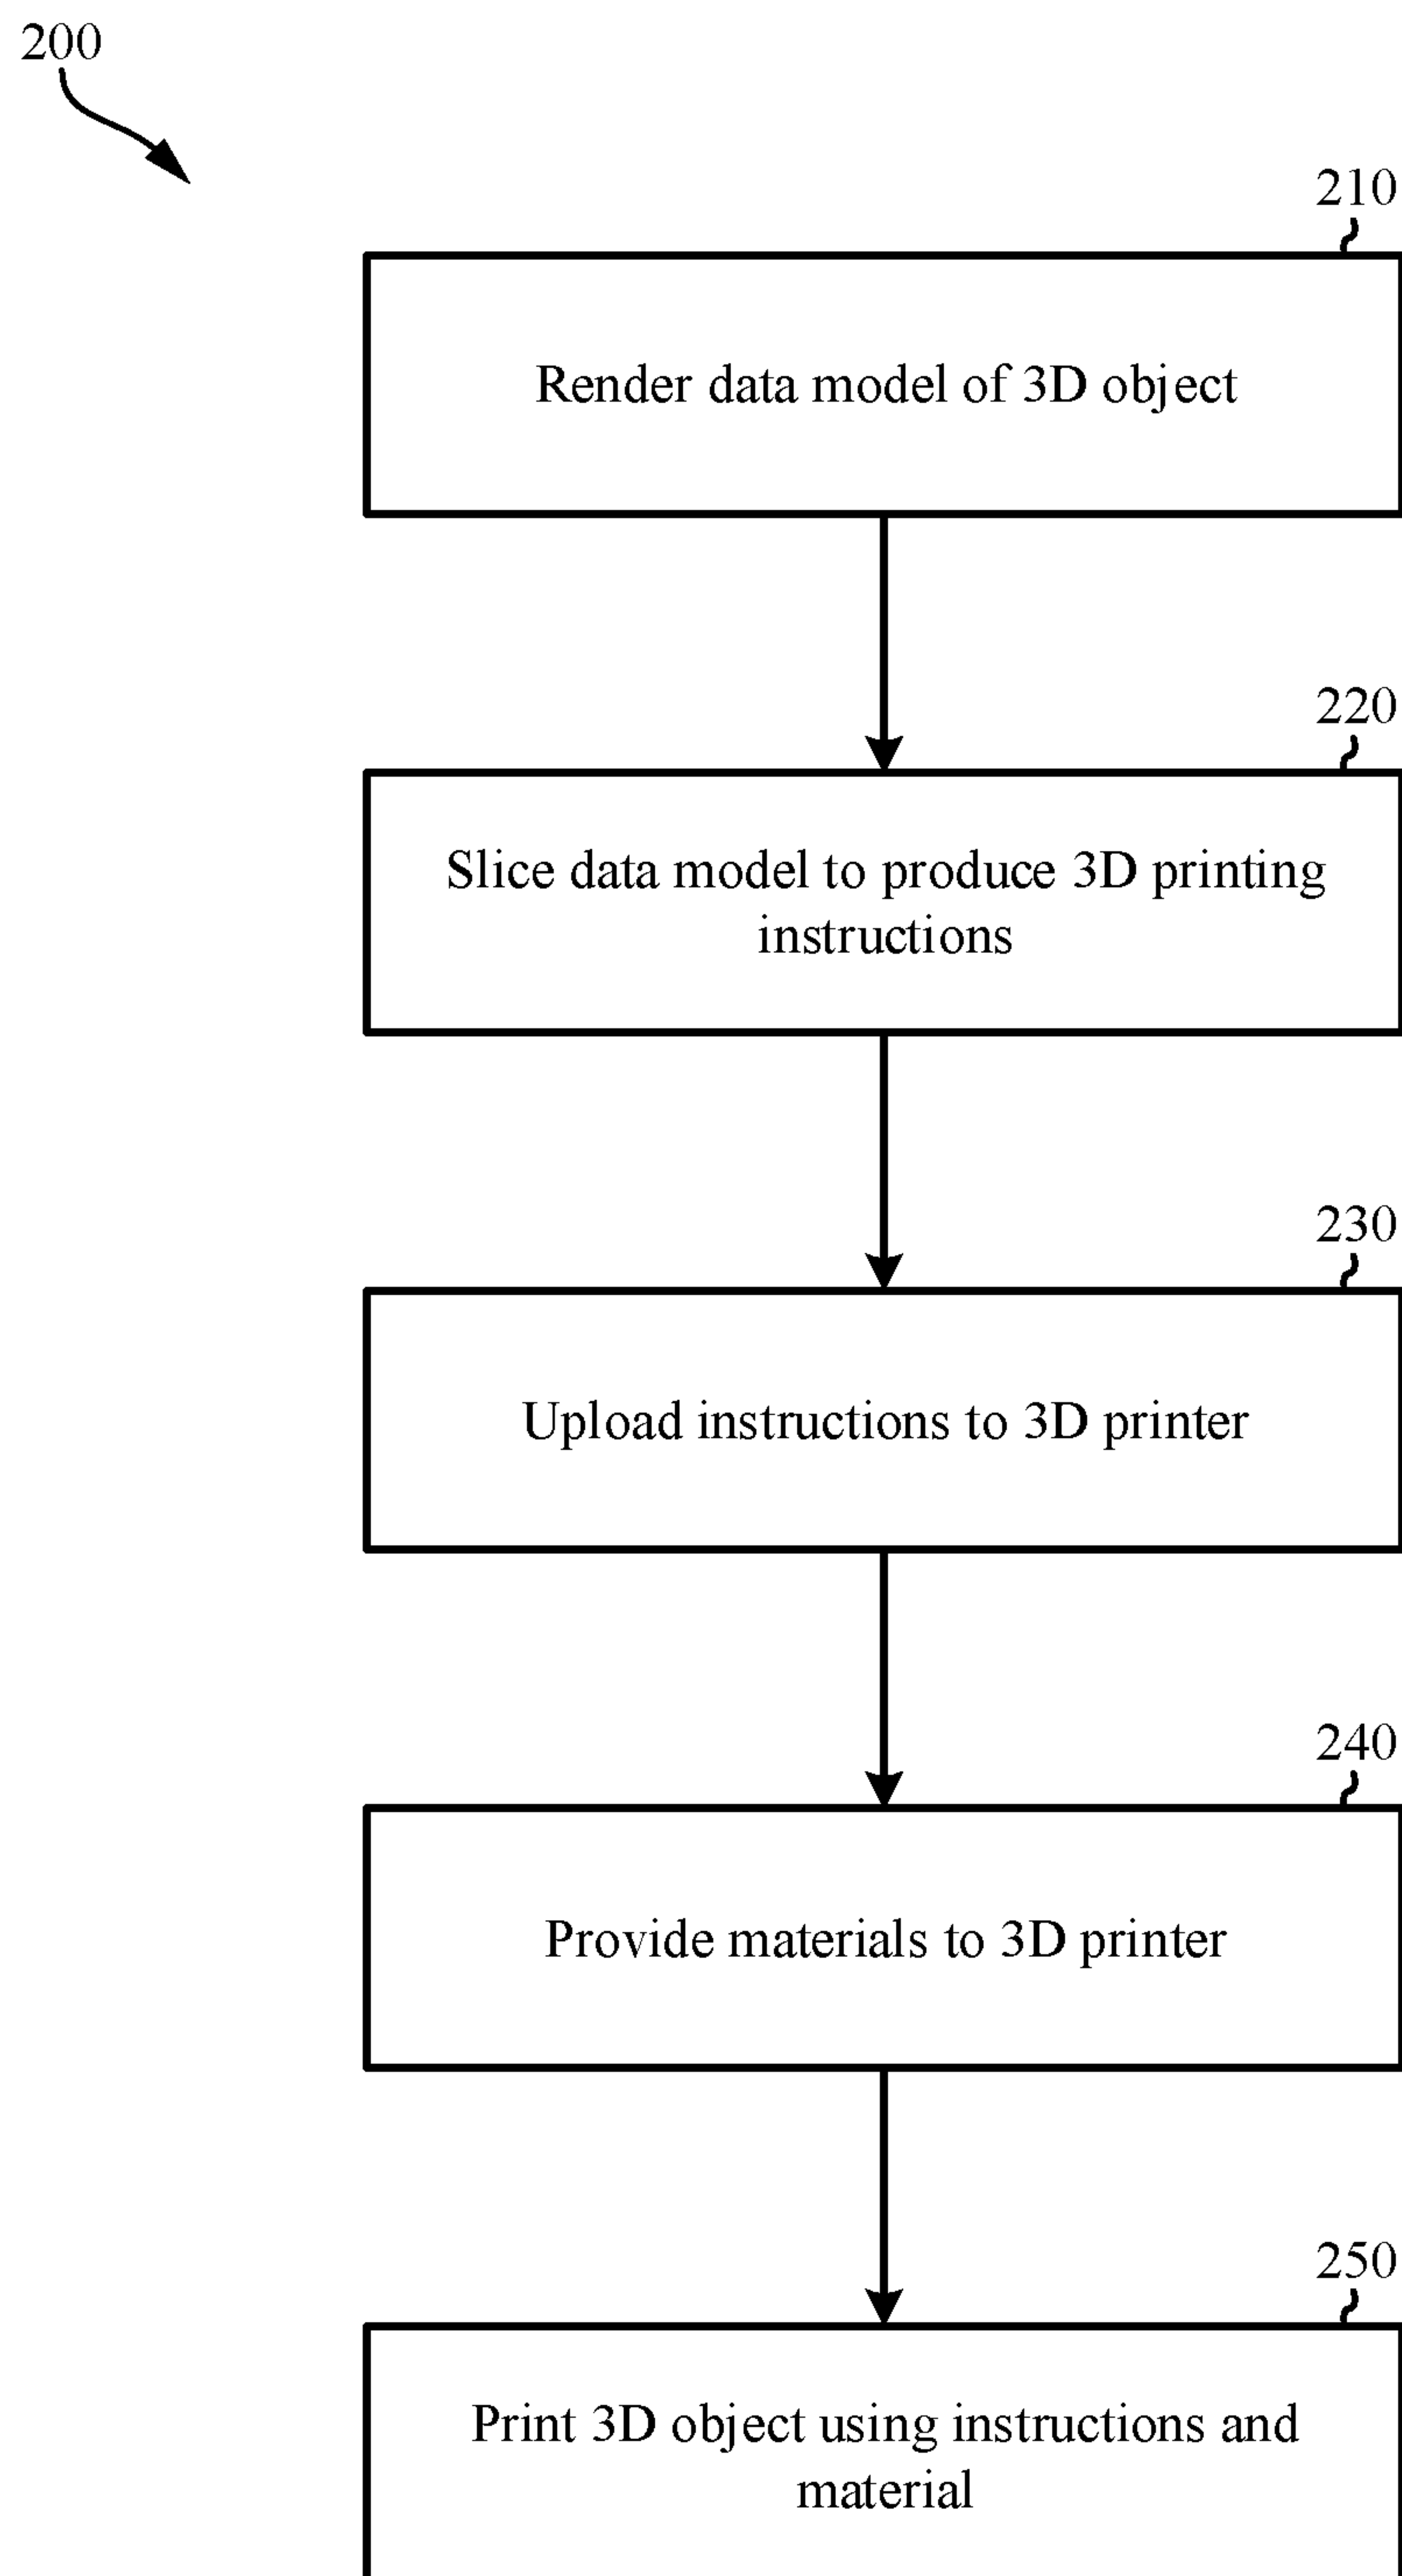 200
210
Render data model of 3D object
220
Slice data model to produce 3D printing
instructions
230
Upload instructions to 3D printer
240
Provide materials to 3D printer
250
Print 3D object using instructions and
material